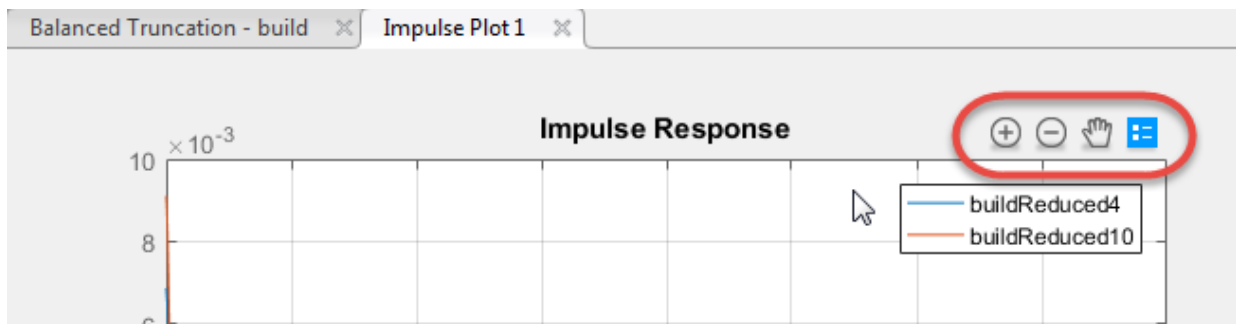 Balanced Truncation - build Impulse Plot 1
Impulse Response
×10-3
10
buildReduced4
8
buildReduced10